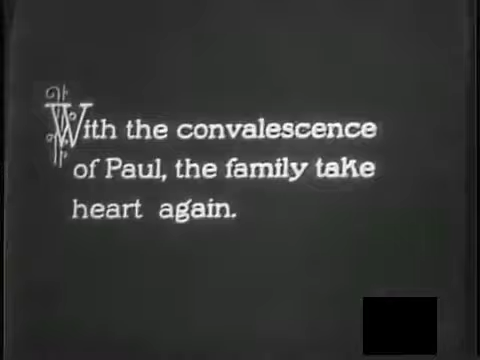 With the convalescence
of Paul, the family take
heart again.